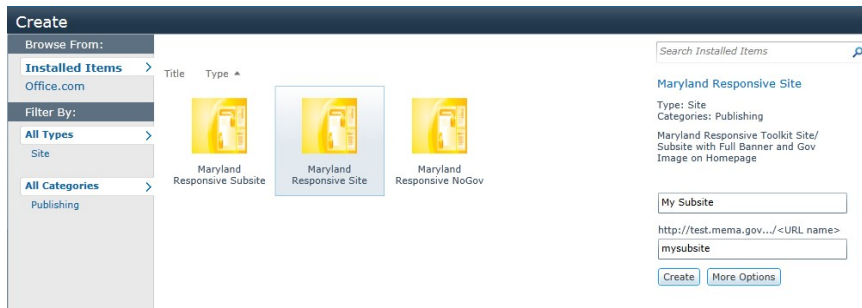 Create
Browse From:
Installed Items
Office.com
Filter By:
All Types
Site
All Categories
Publishing
Title Type
Maryland
Responsive Subsite
Maryland
Responsive Site
Maryland
Responsive NoGov
Search Installed Items
Maryland Responsive Site
Type: Site
Categories: Publishing
Maryland Responsive Toolkit Site/
Subsite with Full Banner and Gov
Image on Homepage
My Subsite
http://test.mema.gov.../<URL name>
mysubsite
Create More Options